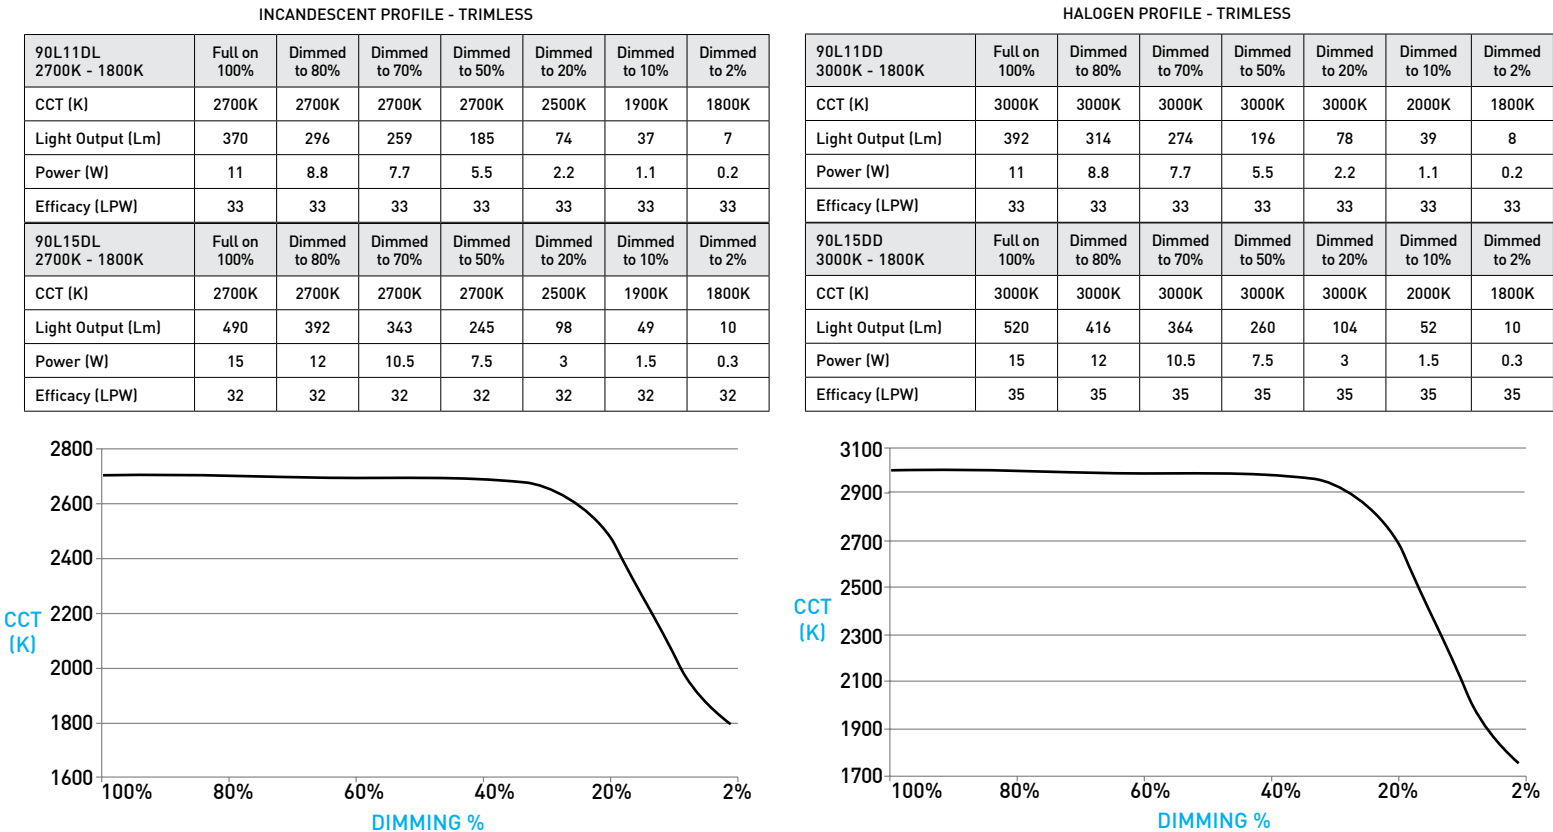 INCANDESCENT PROFILE - TRIMLESS
90L11DL 2700K - 1800K | Full on 100% | Dimmed to 80% | Dimmed to 70% | Dimmed to 50% | Dimmed to 20% | Dimmed to 10% | Dimmed to 2%
CCT (K) | 2700K | 2700K | 2700K | 2700K | 2500K | 1900K | 1800K
Light Output (Lm) | 370 | 296 | 259 | 185 | 74 | 37 | 7
Power (W) | 11 | 8.8 | 7.7 | 5.5 | 2.2 | 1.1 | 0.2
Efficacy (LPW) | 33 | 33 | 33 | 33 | 33 | 33 | 33
90L15DL 2700K - 1800K | Full on 100% | Dimmed to 80% | Dimmed to 70% | Dimmed to 50% | Dimmed to 20% | Dimmed to 10% | Dimmed to 2%
CCT (K) | 2700K | 2700K | 2700K | 2700K | 2500K | 1900K | 1800K
Light Output (Lm) | 490 | 392 | 343 | 245 | 98 | 49 | 10
Power (W) | 15 | 12 | 10.5 | 7.5 | 3 | 1.5 | 0.3
Efficacy (LPW) | 32 | 32 | 32 | 32 | 32 | 32 | 32
2800
2600
2400
2200
2000
1800
1600
CCT
(K)
100% 80% 60% 40% 20% 2%
DIMMING %
HALOGEN PROFILE - TRIMLESS
90L11DD 3000K - 1800K | Full on 100% | Dimmed to 80% | Dimmed to 70% | Dimmed to 50% | Dimmed to 20% | Dimmed to 10% | Dimmed to 2%
CCT (K) | 3000K | 3000K | 3000K | 3000K | 3000K | 2000K | 1800K
Light Output (Lm) | 392 | 314 | 274 | 196 | 78 | 39 | 8
Power (W) | 11 | 8.8 | 7.7 | 5.5 | 2.2 | 1.1 | 0.2
Efficacy (LPW) | 33 | 33 | 33 | 33 | 33 | 33 | 33
90L15DD 3000K - 1800K | Full on 100% | Dimmed to 80% | Dimmed to 70% | Dimmed to 50% | Dimmed to 20% | Dimmed to 10% | Dimmed to 2%
CCT (K) | 3000K | 3000K | 3000K | 3000K | 3000K | 2000K | 1800K
Light Output (Lm) | 520 | 416 | 364 | 260 | 104 | 52 | 10
Power (W) | 15 | 12 | 10.5 | 7.5 | 3 | 1.5 | 0.3
Efficacy (LPW) | 35 | 35 | 35 | 35 | 35 | 35 | 35
3100
2900
2700
2500
2300
2100
1900
1700
CCT
(K)
100% 80% 60% 40% 20% 2%
DIMMING %